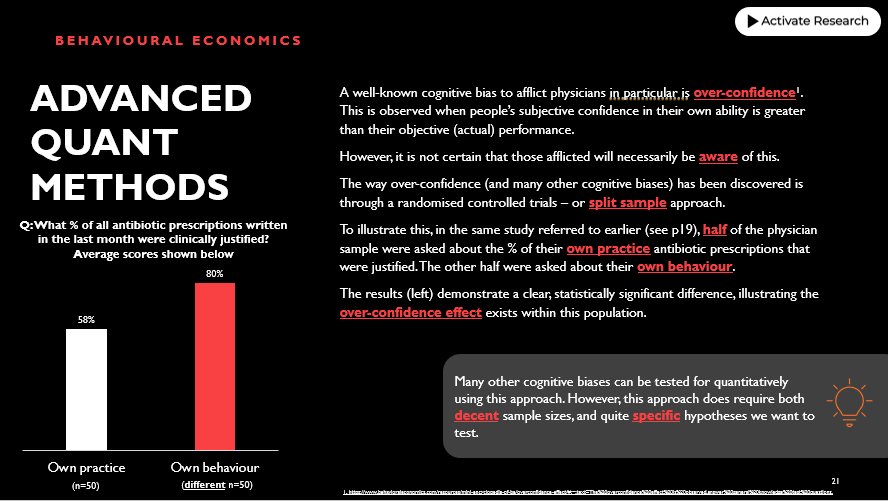 Activate Research
BEHAVIOURAL ECONOMICS
ADVANCED
QUANT
METHODS
Q:What % of all antibiotic prescriptions written
in the last month were clinically justified?
Average scores shown below
80%
58%
Own practice
(n=50)
Own behaviour
(different n=50)
A well-known cognitive bias to afflict physicians in particular is over-confidence¹.
This is observed when people's subjective confidence in their own ability is greater
than their objective (actual) performance.
However, it is not certain that those afflicted will necessarily be aware of this.
The way over-confidence (and many other cognitive biases) has been discovered is
through a randomised controlled trials – or split sample approach.
To illustrate this, in the same study referred to earlier (see p19), half of the physician
sample were asked about the % of their own practice antibiotic prescriptions that
were justified. The other half were asked about their own behaviour.
The results (left) demonstrate a clear, statistically significant difference, illustrating the
over-confidence effect exists within this population.
Many other cognitive biases can be tested for quantitatively
using this approach. However, this approach does require both
decent sample sizes, and quite specific hypotheses we want to
test.
21